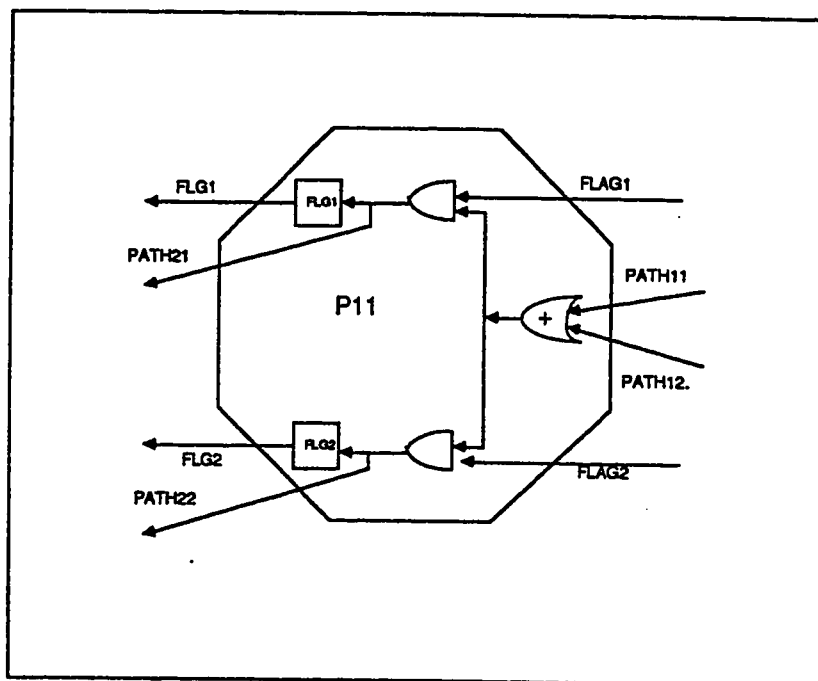 FLG1
FLG1
FLAG1
PATH21
PATH11
P11
+
PATH12.
FLG2
FLG2
FLAG2
PATH22